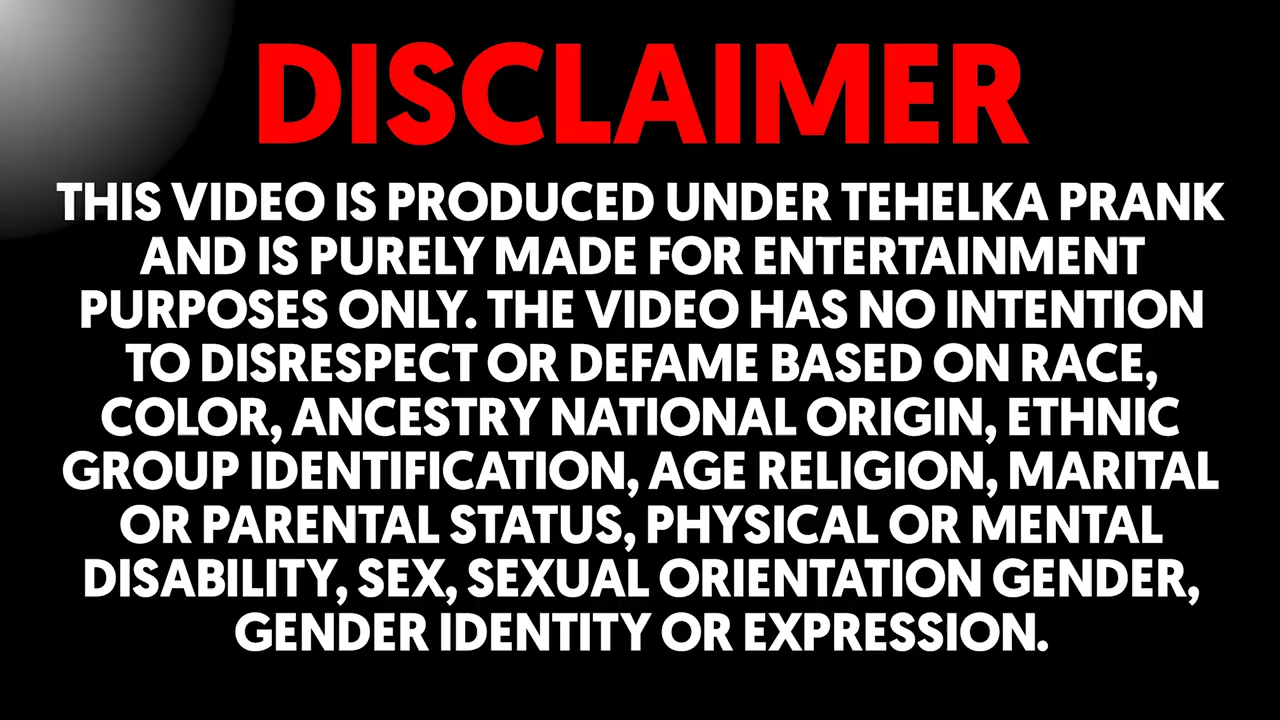 DISCLAIMER
THIS VIDEO IS PRODUCED UNDER TEHELKA PRANK
AND IS PURELY MADE FOR ENTERTAINMENT
PURPOSES ONLY. THE VIDEO HAS NO INTENTION
TO DISRESPECT OR DEFAME BASED ON RACE,
COLOR, ANCESTRY NATIONAL ORIGIN, ETHNIC
GROUP IDENTIFICATION, AGE RELIGION, MARITAL
OR PARENTAL STATUS, PHYSICAL OR MENTAL
DISABILITY, SEX, SEXUAL ORIENTATION GENDER,
GENDER IDENTITY OR EXPRESSION.